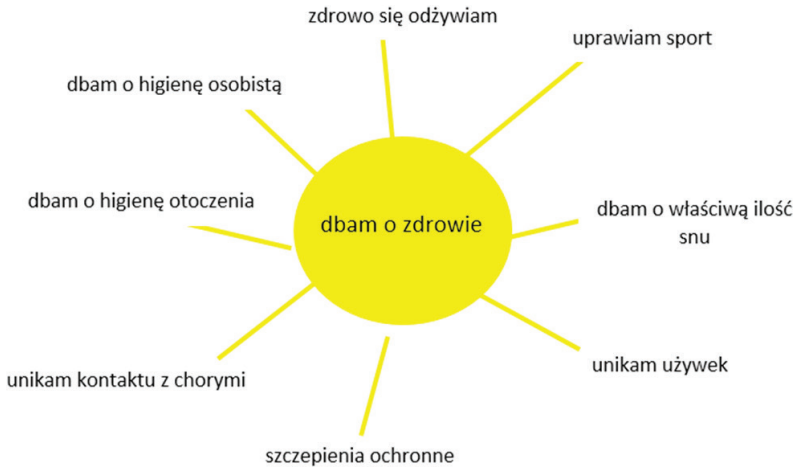 zdrowo się odżywiam
uprawiam sport
dbam o higienę osobistą
dbam o higienę otoczenia
dbam o zdrowie
dbam o właściwą ilość
snu
unikam kontaktu z chorymi
unikam używek
szczepienia ochronne